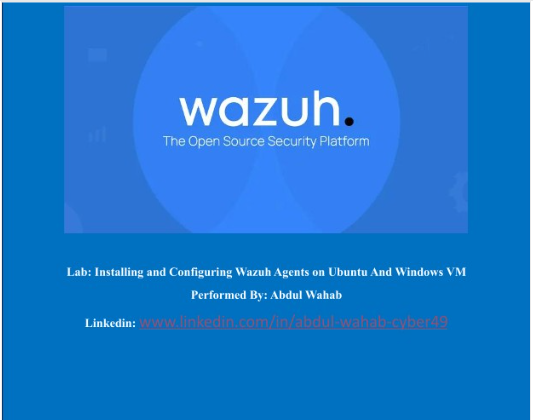 wazuh.
The Open Source Security Platform
Lab: Installing and Configuring Wazuh Agents on Ubuntu And Windows VM
Performed By: Abdul Wahab
Linkedin: www.linkedin.com/in/abdul-wahab-cyber49